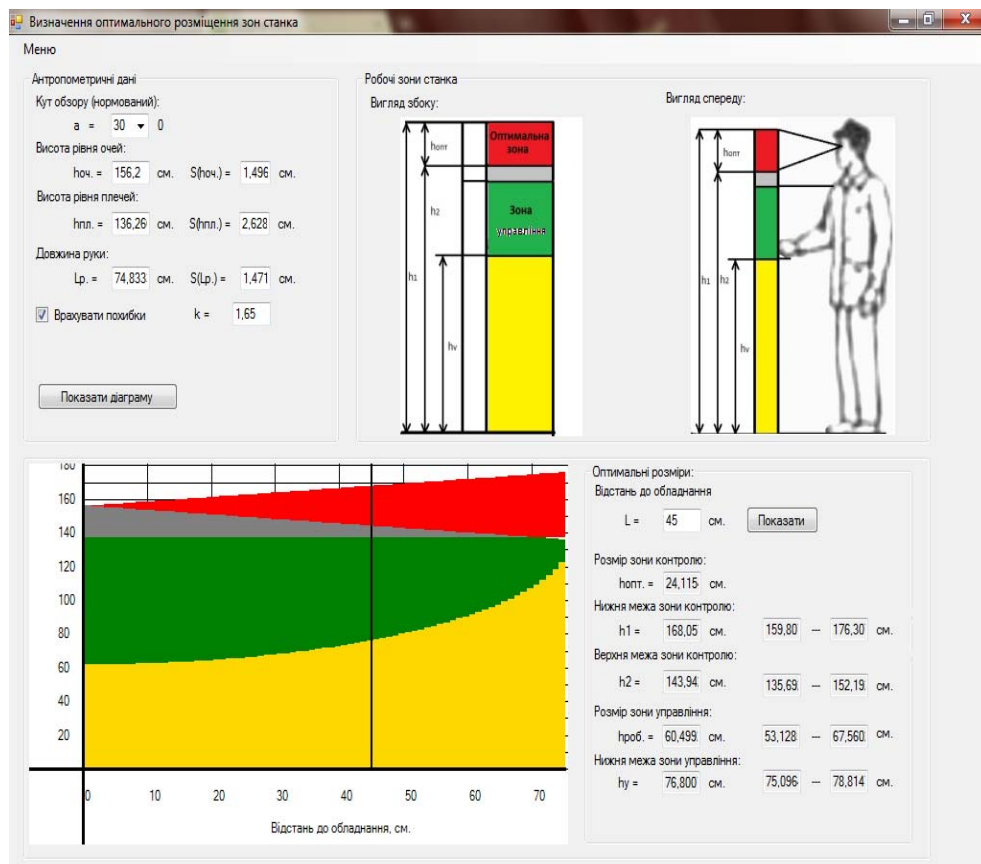 Визначення оптимального розміщення зон станка
Меню
Антропометричні дані
Кут обзору (нормований):
a = 30 0
Висота рівня очей:
hоч. = 156,2 см. S(hоч.) = 1,496 см.
Висота рівня плечей:
hпл. = 136,26 см. S(hпл.) = 2,628 см.
Довжина руки:
Lр. = 74,833 см. S(Lр.) = 1,471 см.
Врахувати похибки k = 1,65
Показати діаграму
Робочі зони станка
Вигляд збоку:
Оптимальна
зона
hопт
h2
Зона
управління
h1
hv
Вигляд спереду:
hопт
h1 h2
hv
180
160
140
120
100
80
60
40
20
0 10 20 30 40 50 60 70
Відстань до обладнання, см.
Оптимальні розміри:
Відстань до обладнання
L = 45 см. Показати
Розмір зони контролю:
hопт. = 24,115 см.
Нижня межа зони контролю:
h1 = 168,05 см. 159,80 — 176,30 см.
Верхня межа зони контролю:
h2 = 143,94 см. 135,69 — 152,19 см.
Розмір зони управління:
hроб. = 60,499 см. 53,128 — 67,560 см.
Нижня межа зони управління:
hу = 76,800 см. 75,096 — 78,814 см.